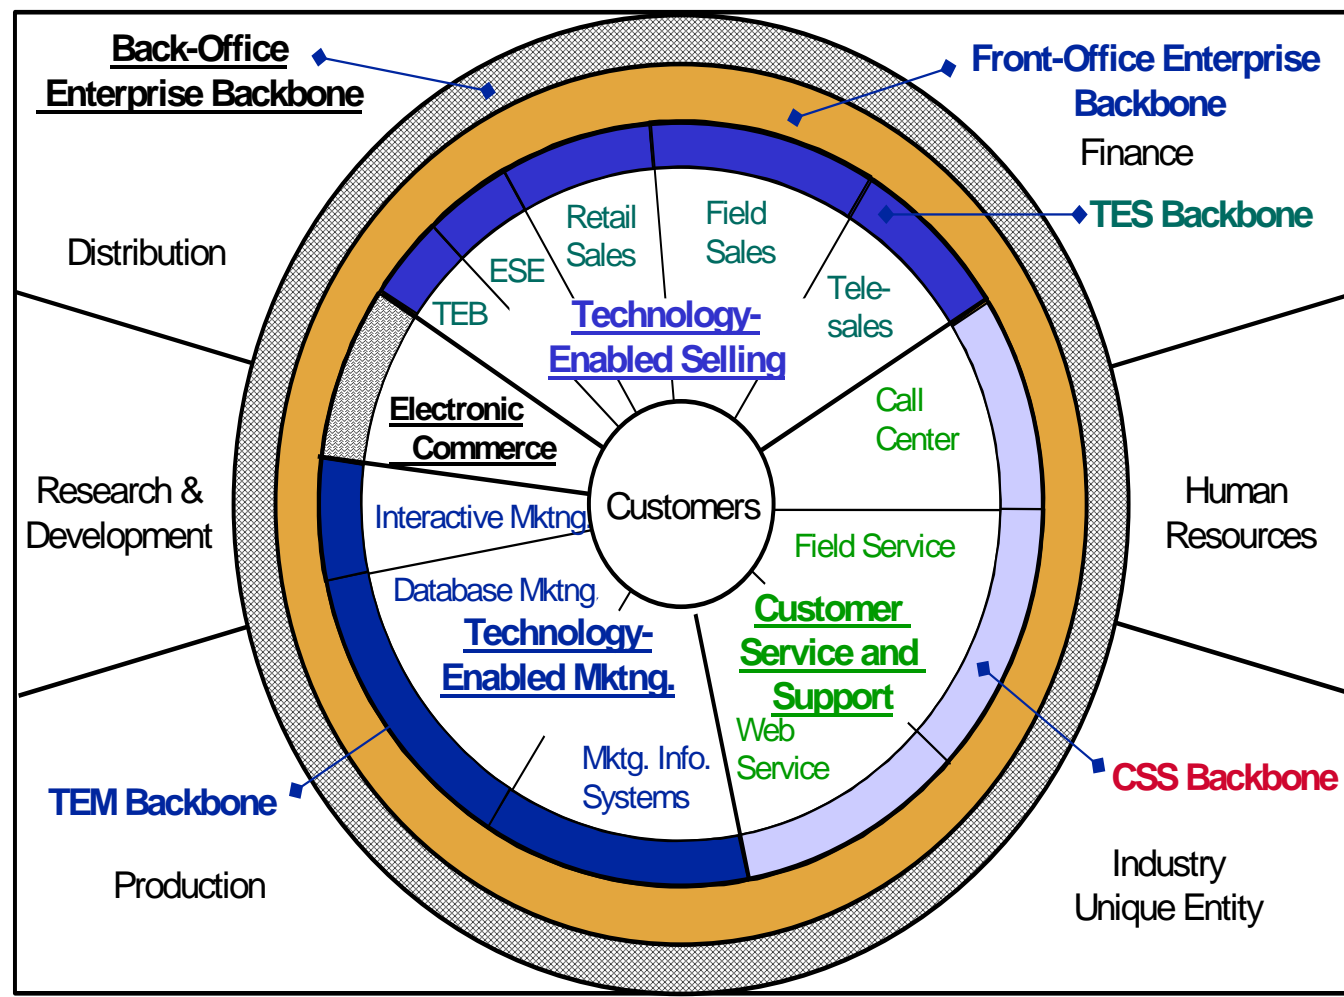 Back-Office
Enterprise Backbone
Front-Office Enterprise
Backbone
Finance
TES Backbone
Distribution
Retail
Sales
Field
Sales
ESE
TEB
Tele-
sales
Technology-
Enabled Selling
Electronic
Commerce
Call
Center
Research &
Development
Interactive Mktng.
Customers
Human
Resources
Field Service
Database Mktng.
Technology-
Enabled Mktng.
Customer
Service and
Support
Web
Service
Mktg. Info.
Systems
TEM Backbone
CSS Backbone
Production
Industry
Unique Entity